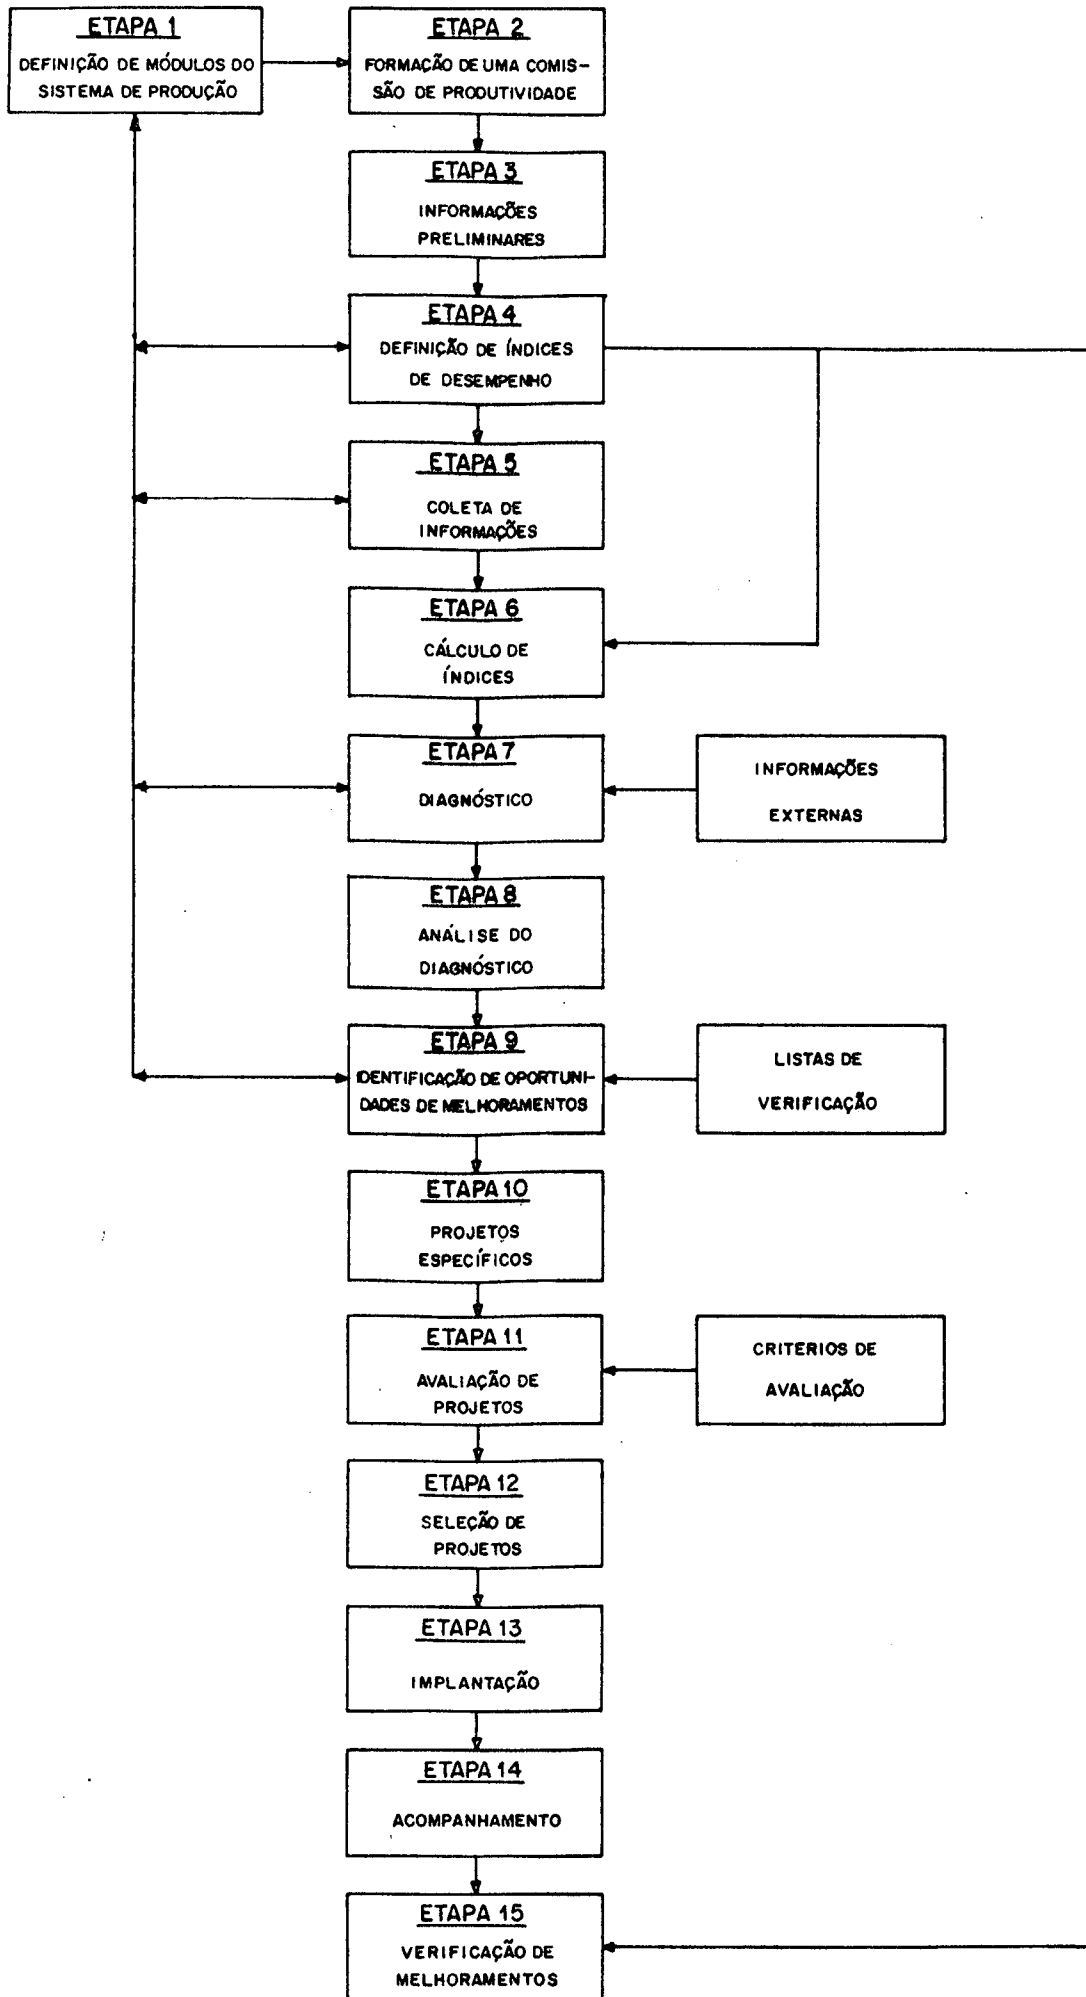 ETAPA 1
DEFINIÇÃO DE MÓDULOS DO
SISTEMA DE PRODUÇÃO
ETAPA 2
FORMAÇÃO DE UMA COMIS-
SÃO DE PRODUTIVIDADE
ETAPA 3
INFORMAÇÕES
PRELIMINARES
ETAPA 4
DEFINIÇÃO DE ÍNDICES
DE DESEMPENHO
ETAPA 5
COLETA DE
INFORMAÇÕES
ETAPA 6
CÁLCULO DE
ÍNDICES
ETAPA 7
DIAGNÓSTICO
INFORMAÇÕES
EXTERNAS
ETAPA 8
ANÁLISE DO
DIAGNÓSTICO
ETAPA 9
IDENTIFICAÇÃO DE OPORTUNI-
DADES DE MELHORAMENTOS
LISTAS DE
VERIFICAÇÃO
ETAPA 10
PROJETOS
ESPECÍFICOS
ETAPA 11
AVALIAÇÃO DE
PROJETOS
CRITERIOS DE
AVALIAÇÃO
ETAPA 12
SELEÇÃO DE
PROJETOS
ETAPA 13
IMPLANTAÇÃO
ETAPA 14
ACOMPANHAMENTO
ETAPA 15
VERIFICAÇÃO DE
MELHORAMENTOS